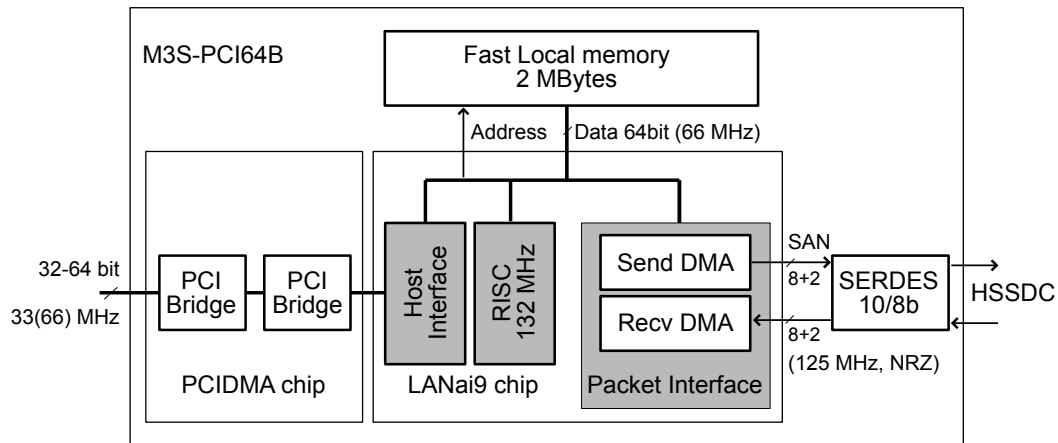 M3S-PCI64B
Fast Local memory
2 MBytes
Address
Data 64bit (66 MHz)
32-64 bit
33(66) MHz
PCI
Bridge
PCI
Bridge
PCIDMA chip
Host
Interface
RISC
132 MHz
LANai9 chip
Send DMA
Recv DMA
Packet Interface
SAN
8+2
8+2
(125 MHz, NRZ)
SERDES
10/8b
HSSDC